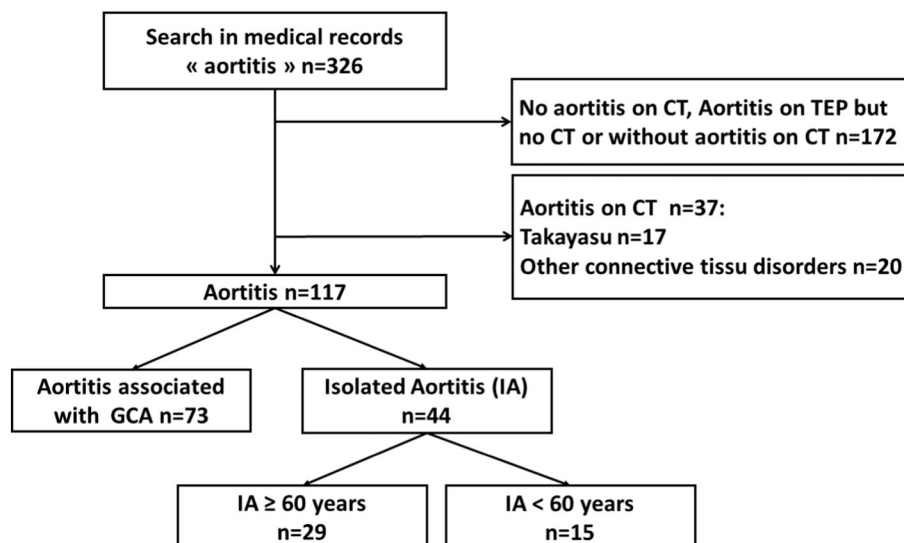 Search in medical records
« aortitis » n=326
No aortitis on CT, Aortitis on TEP but
no CT or without aortitis on CT n=172
Aortitis on CT n=37:
Takayasu n=17
Other connective tissu disorders n=20
Aortitis n=117
Aortitis associated
with GCA n=73
Isolated Aortitis (IA)
n=44
IA ≥ 60 years
n=29
IA < 60 years
n=15